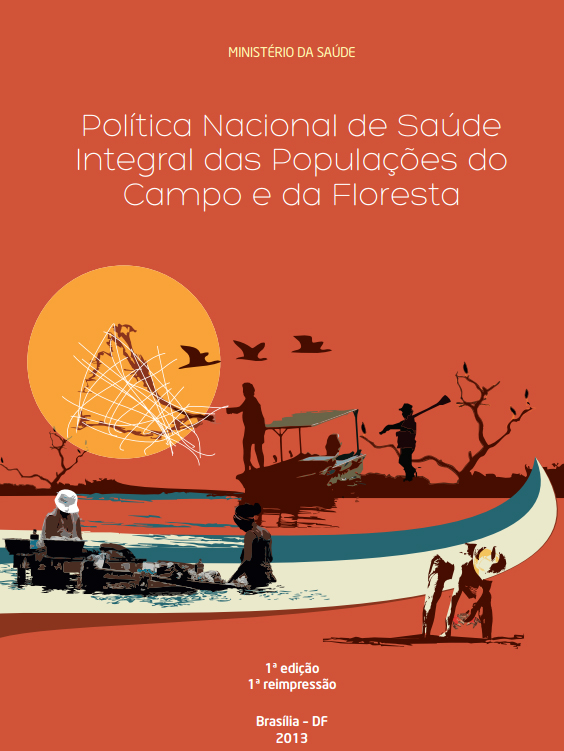 MINISTÉRIO DA SAÚDE
Política Nacional de Saúde
Integral das Populações do
Campo e da Floresta
1ª edição
1ª reimpressão
Brasília – DF
2013